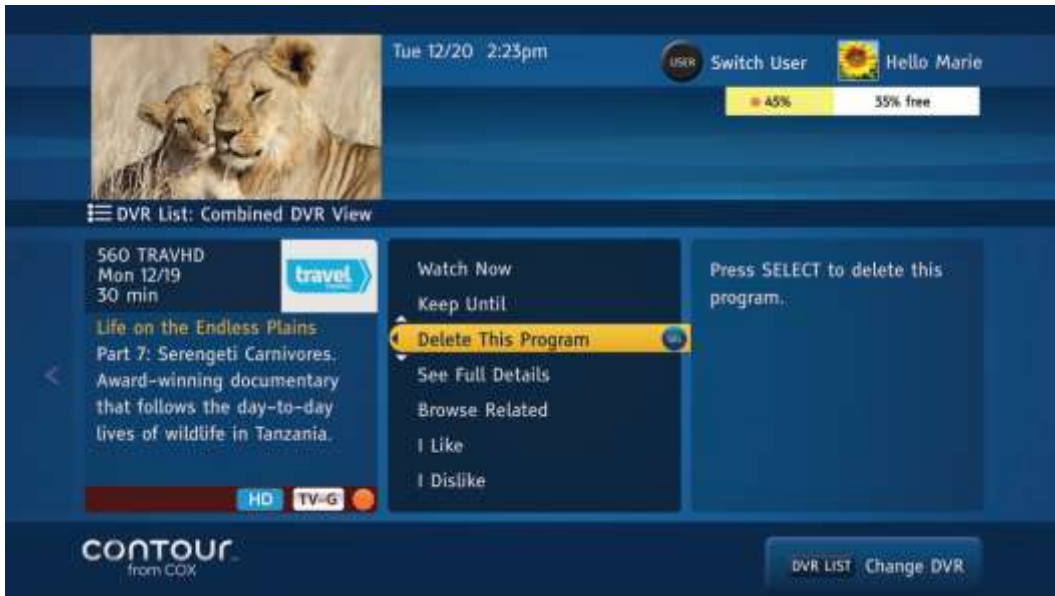 Tue 12/20 2:23pm
USER Switch User
Hello Marie
45%
55% free
DVR List: Combined DVR View
560 TRAVHD
Mon 12/19
30 min
travel
Life on the Endless Plains
Part 7: Serengeti Carnivores.
Award-winning documentary
that follows the day-to-day
lives of wildlife in Tanzania.
HD TV-G
Watch Now
Keep Until
Delete This Program
See Full Details
Browse Related
I Like
I Dislike
Press SELECT to delete this
program.
contour
from COX
DVR LIST Change DVR